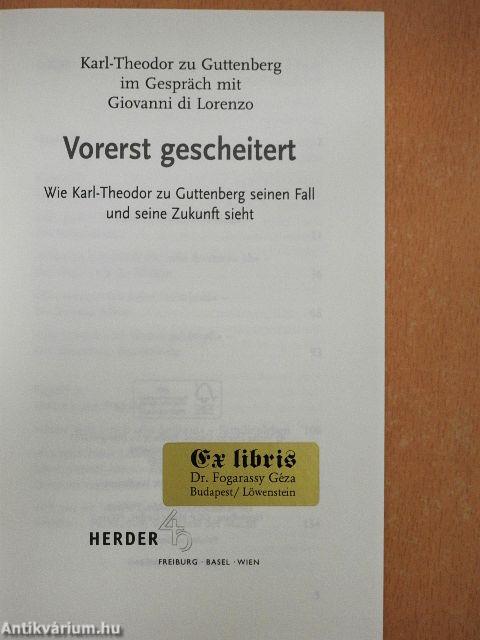 Karl-Theodor zu Guttenberg
im Gespräch mit
Giovanni di Lorenzo
Vorerst gescheitert
Wie Karl-Theodor zu Guttenberg seinen Fall
und seine Zukunft sieht
Ex libris
Dr. Fogarassy Géza
Budapest/ Löwenstein
HERDER
FREIBURG · BASEL · WIEN
Antikvárium.hu